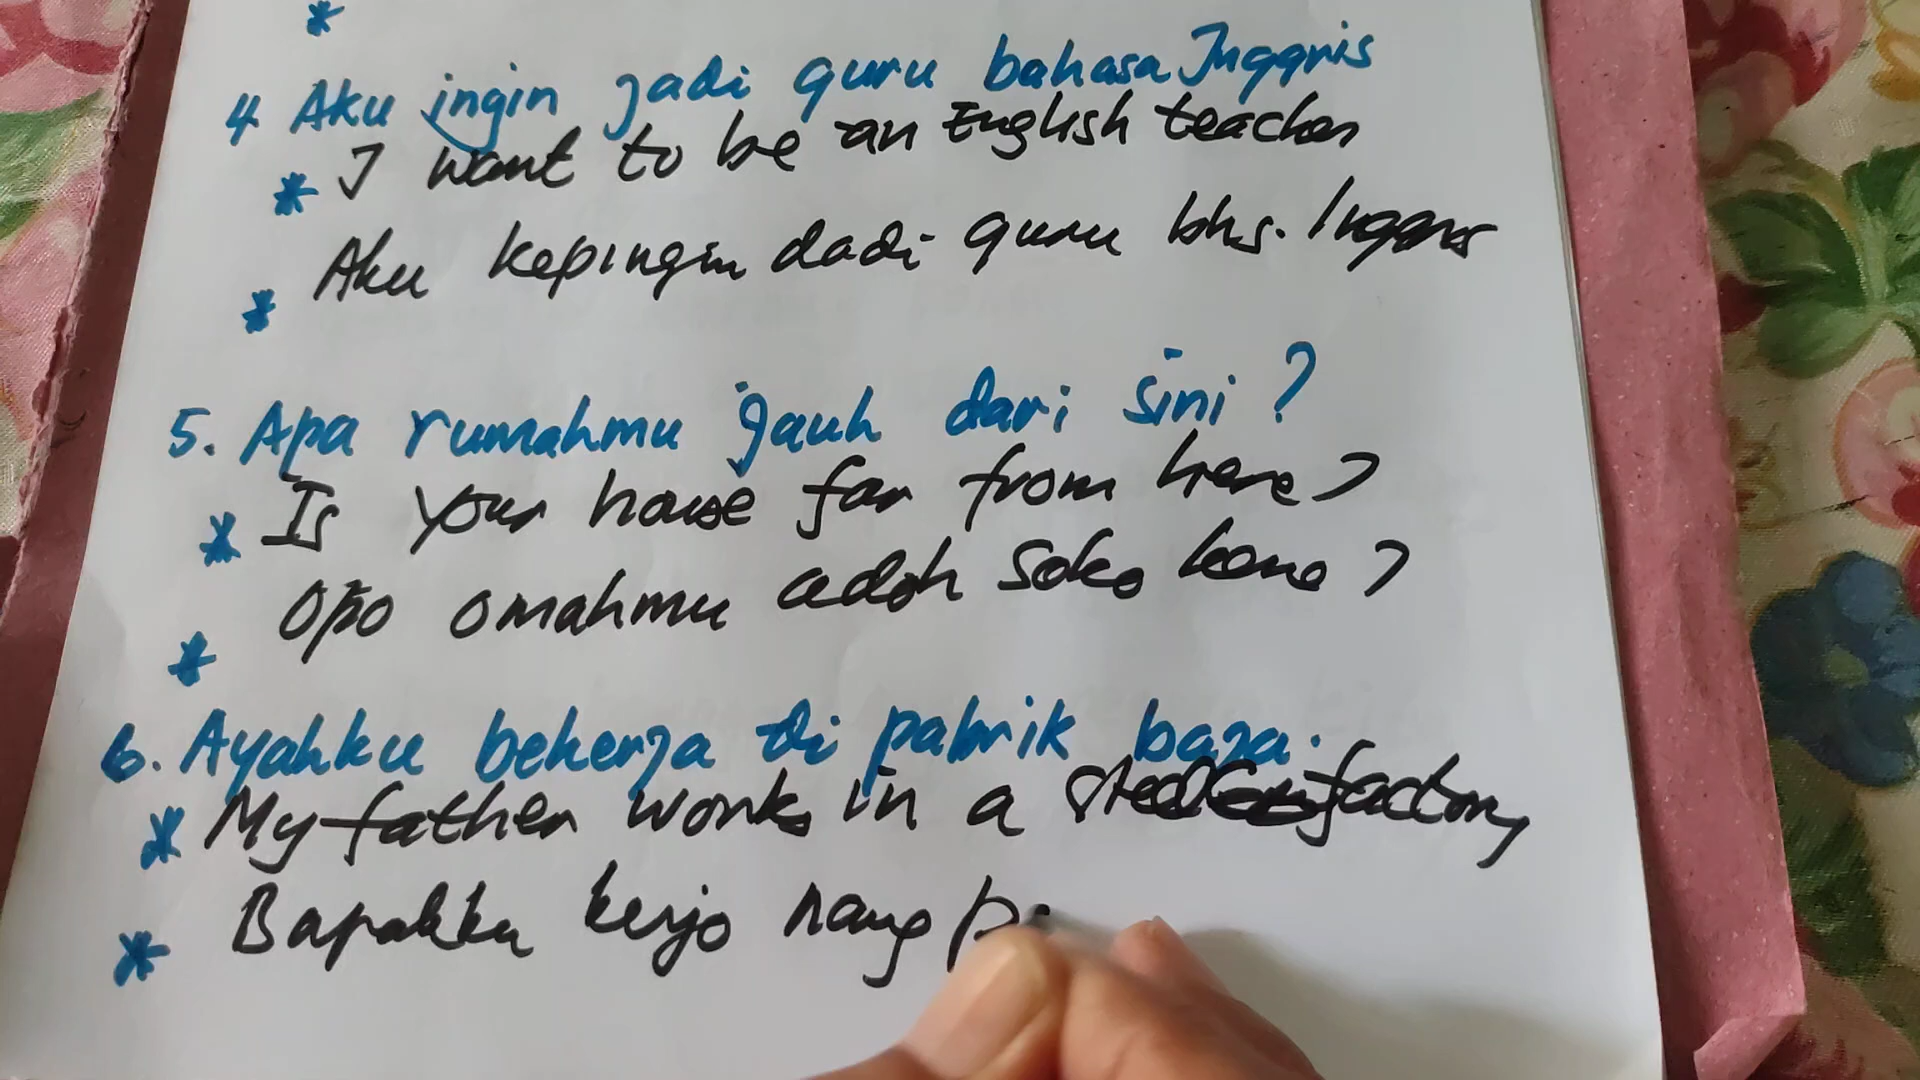 *
4 Aku ingin jadi guru bahasa Inggris
* I want to be an English teacher
* Aku kepingin dadi guru bhs. Inggris
5. Apa rumahmu jauh dari sini ?
* Is your house far from here ?
* Opo omahmu adoh soko kene ?
6. Ayahku bekerja di pabrik baja.
* My father works in a steel factory
* Bapakku kerjo nang